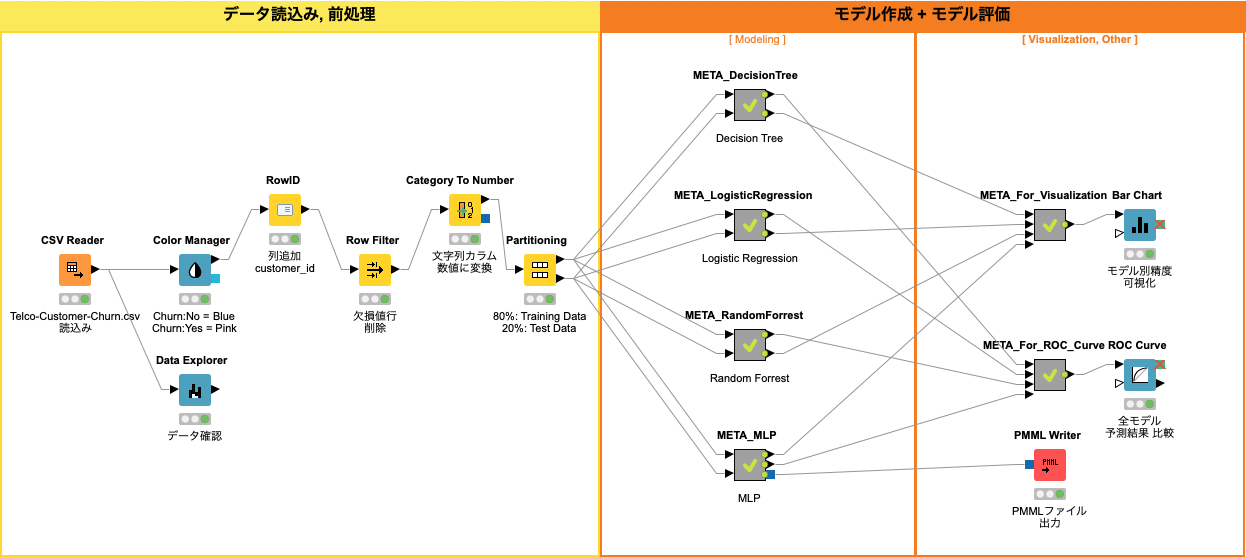 データ読込み, 前処理
モデル作成 + モデル評価
[ Modeling ]
[ Visualization, Other ]
CSV Reader
Telco-Customer-Churn.csv
読込み
Color Manager
Churn:No = Blue
Churn:Yes = Pink
Data Explorer
データ確認
RowID
列追加
customer_id
Row Filter
欠損値行
削除
Category To Number
文字列カラム
数値に変換
Partitioning
80%: Training Data
20%: Test Data
META_DecisionTree
Decision Tree
META_LogisticRegression
Logistic Regression
META_RandomForrest
Random Forrest
META_MLP
MLP
META_For_Visualization
Bar Chart
モデル別精度
可視化
META_For_ROC_Curve
ROC Curve
全モデル
予測結果 比較
PMML Writer
PMML
PMMLファイル
出力